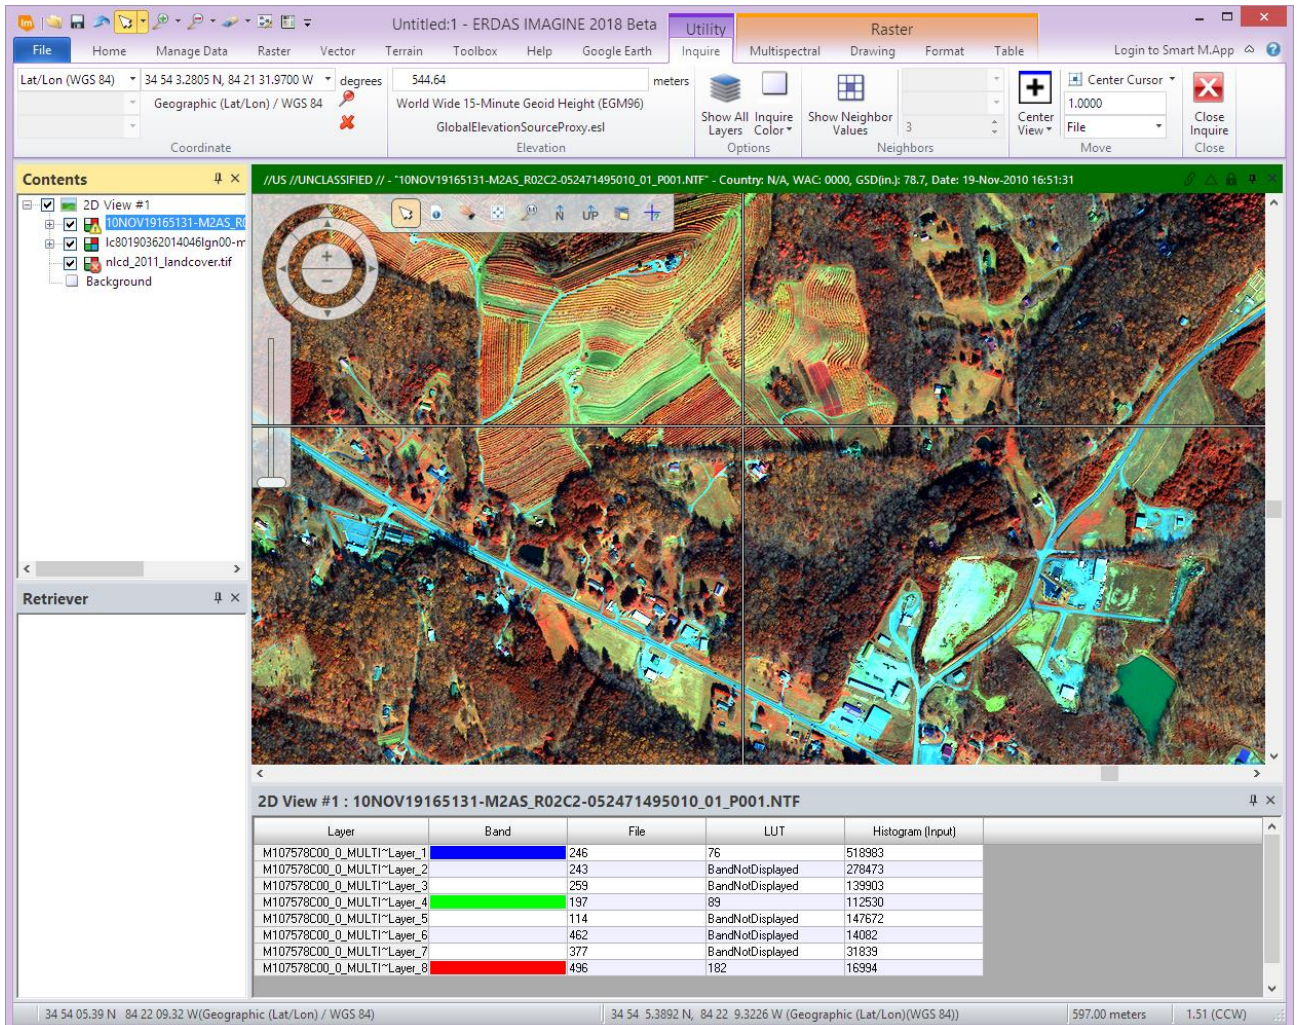 Untitled:1 - ERDAS IMAGINE 2018 Beta
Utility
Raster
File Home Manage Data Raster Vector Terrain Toolbox Help Google Earth Inquire Multispectral Drawing Format Table Login to Smart M.App
Lat/Lon (WGS 84) 34 54 3.2805 N, 84 21 31.9700 W degrees
Geographic (Lat/Lon) / WGS 84
Coordinate
544.64 meters
World Wide 15-Minute Geoid Height (EGM96)
GlobalElevationSourceProxy.esl
Elevation
Show All Layers
Inquire Color
Options
Show Neighbor Values
3
Neighbors
Center View
Center Cursor
1.0000
File
Move
Close Inquire
Close
Contents
2D View #1
10NOV19165131-M2AS_R0
lc80190362014046lgn00-m
nlcd_2011_landcover.tif
Background
Retriever
//US //UNCLASSIFIED // - "10NOV19165131-M2AS_R02C2-052471495010_01_P001.NTF" - Country: N/A, WAC: 0000, GSD(in.): 78.7, Date: 19-Nov-2010 16:51:31
N UP
2D View #1 : 10NOV19165131-M2AS_R02C2-052471495010_01_P001.NTF
Layer Band File LUT Histogram (Input)
M107578C00_0_MULTI~Layer_1 246 76 518983
M107578C00_0_MULTI~Layer_2 243 BandNotDisplayed 278473
M107578C00_0_MULTI~Layer_3 259 BandNotDisplayed 139903
M107578C00_0_MULTI~Layer_4 197 89 112530
M107578C00_0_MULTI~Layer_5 114 BandNotDisplayed 147672
M107578C00_0_MULTI~Layer_6 462 BandNotDisplayed 14082
M107578C00_0_MULTI~Layer_7 377 BandNotDisplayed 31839
M107578C00_0_MULTI~Layer_8 496 182 16994
34 54 05.39 N 84 22 09.32 W(Geographic (Lat/Lon) / WGS 84)
34 54 5.3892 N, 84 22 9.3226 W (Geographic (Lat/Lon)(WGS 84))
597.00 meters
1.51 (CCW)